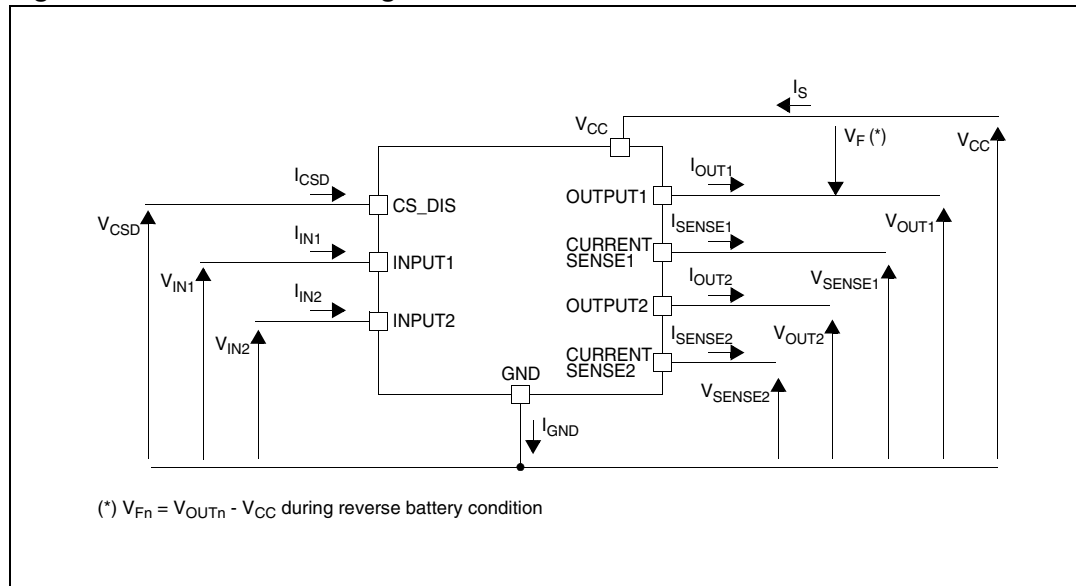 I_S
V_CC
V_F (*)
V_CC
I_CSD
I_OUT1
CS_DIS
OUTPUT1
V_CSD
I_SENSE1
V_OUT1
I_IN1
CURRENT
SENSE1
INPUT1
V_IN1
I_OUT2
V_SENSE1
I_IN2
OUTPUT2
INPUT2
I_SENSE2
V_OUT2
V_IN2
CURRENT
SENSE2
GND
V_SENSE2
I_GND
(*) V_Fn = V_OUTn - V_CC during reverse battery condition